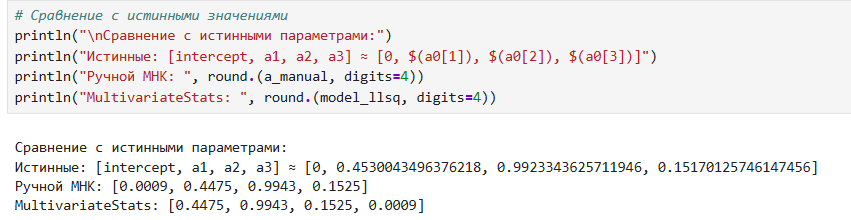 # Сравнение с истинными значениями
println("\nСравнение с истинными параметрами:")
println("Истинные: [intercept, a1, a2, a3] ≈ [0, $(a0[1]), $(a0[2]), $(a0[3])]")
println("Ручной МНК: ", round.(a_manual, digits=4))
println("MultivariateStats: ", round.(model_llsq, digits=4))
Сравнение с истинными параметрами:
Истинные: [intercept, a1, a2, a3] ≈ [0, 0.4530043496376218, 0.9923343625711946, 0.15170125746147456]
Ручной МНК: [0.0009, 0.4475, 0.9943, 0.1525]
MultivariateStats: [0.4475, 0.9943, 0.1525, 0.0009]